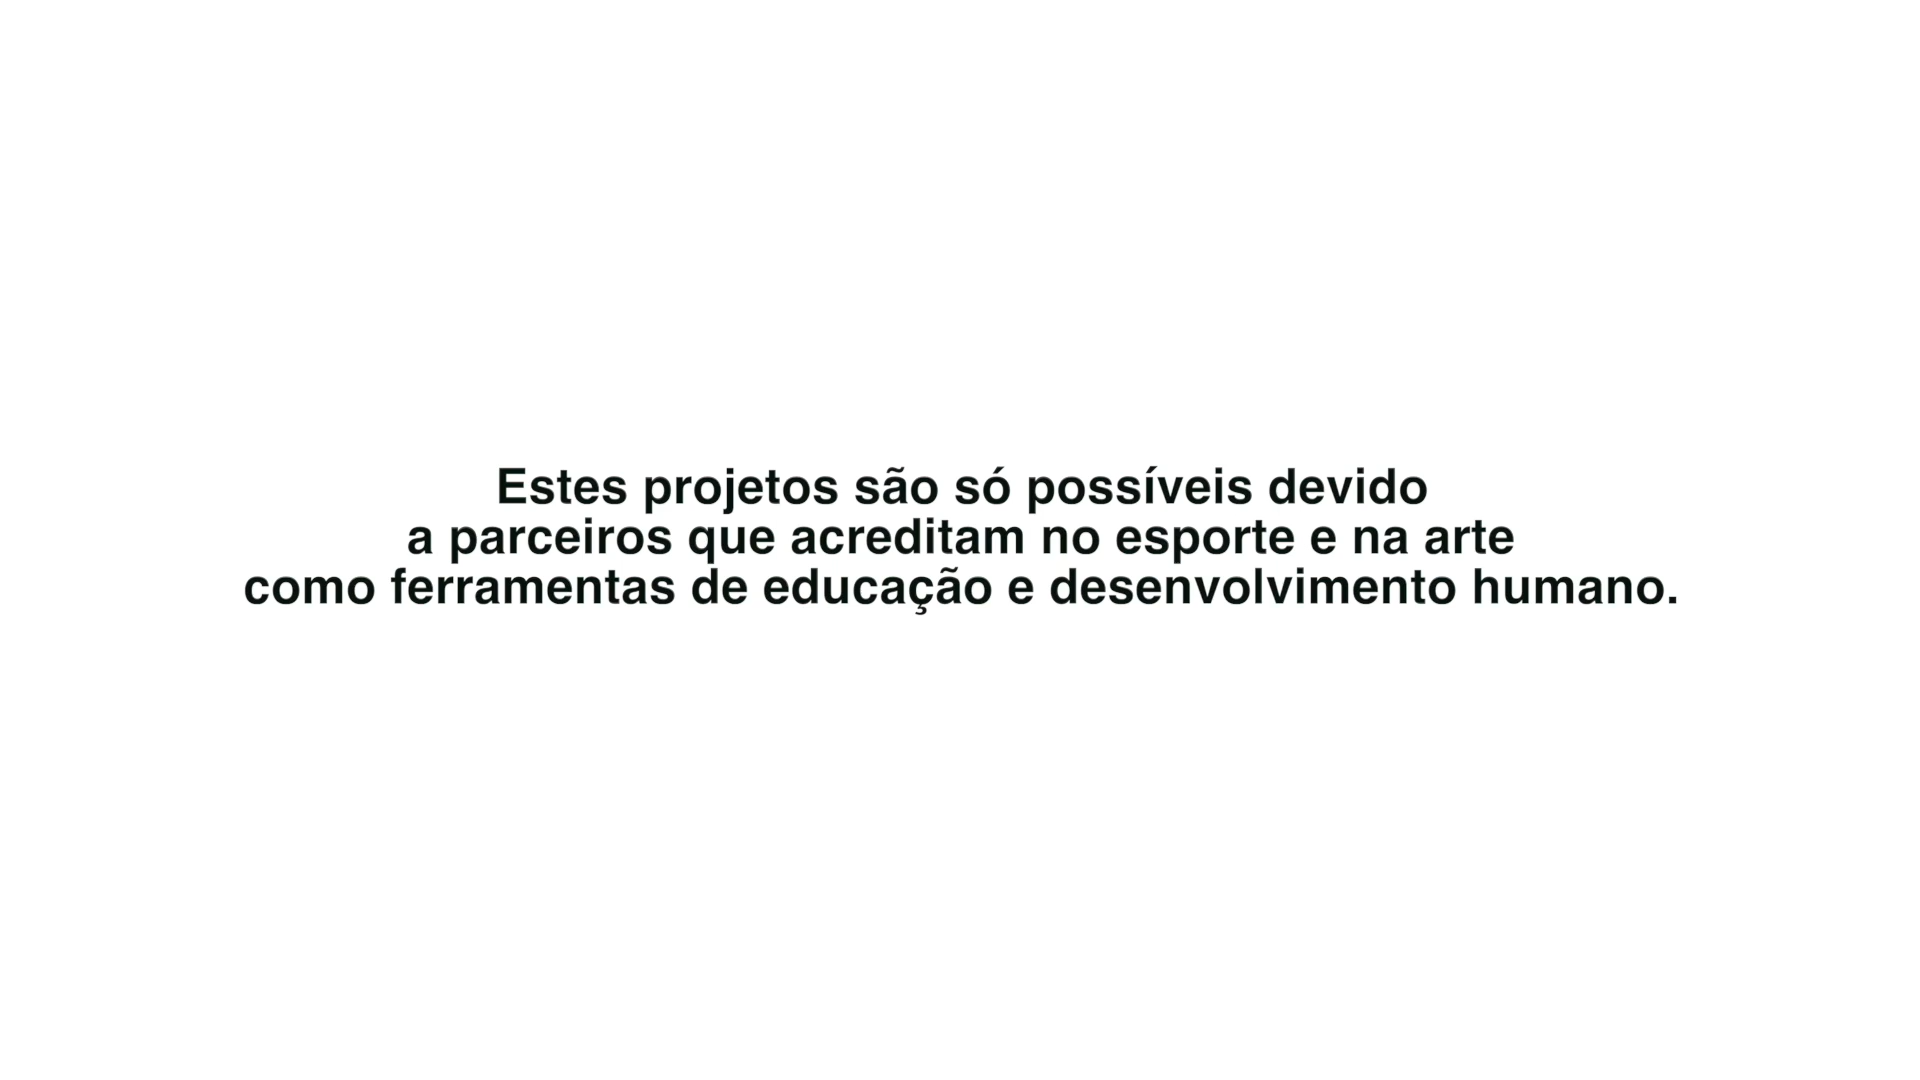 Estes projetos são só possíveis devido
a parceiros que acreditam no esporte e na arte
como ferramentas de educação e desenvolvimento humano.